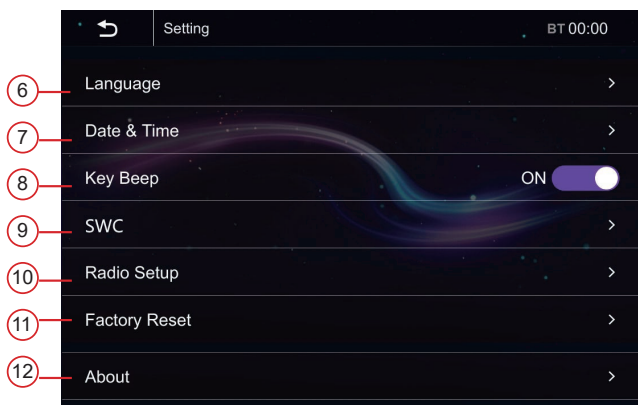 Setting BT 00:00
6 Language
7 Date & Time
8 Key Beep ON
9 SWC
10 Radio Setup
11 Factory Reset
12 About